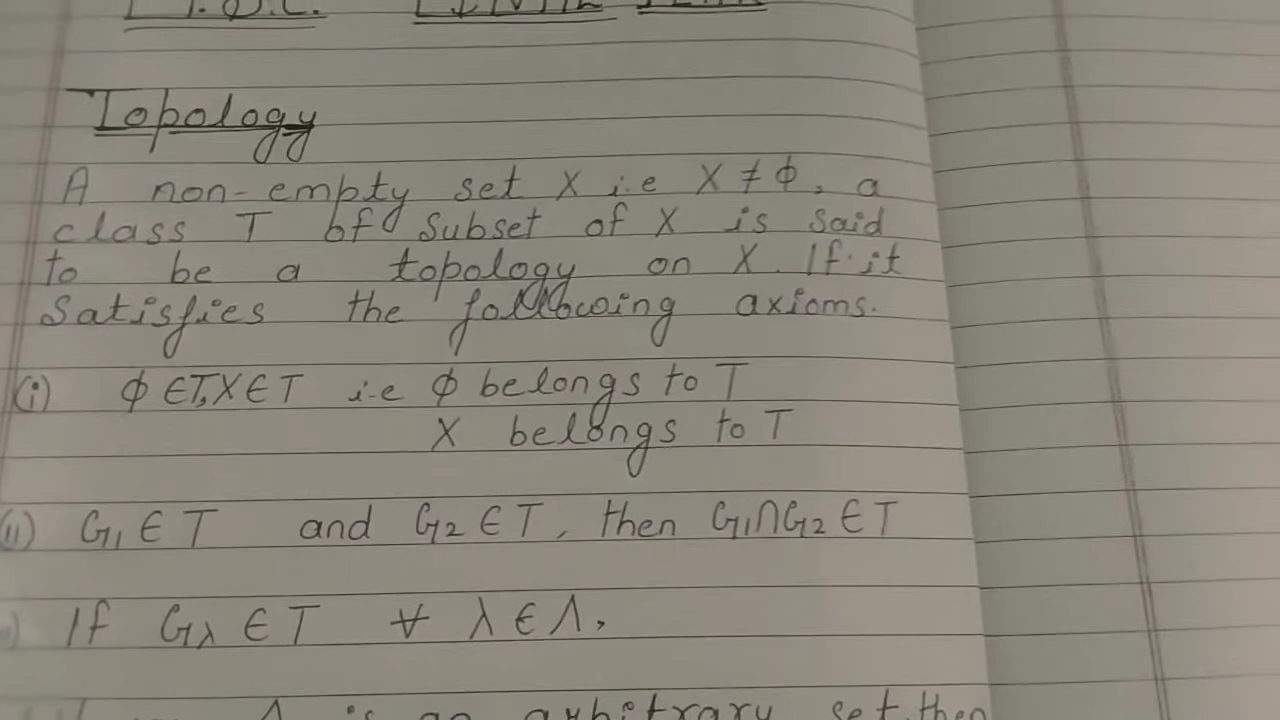 Topology
A non-empty set X i.e X ≠ ϕ, a
class T of Subset of X is said
to be a topology on X. If it
Satisfies the following axioms.
(i) ϕ ∈ T, X ∈ T i.e ϕ belongs to T
X belongs to T
(ii) G₁ ∈ T and G₂ ∈ T, then G₁∩G₂ ∈ T
If Gλ ∈ T ∀ λ ∈ Λ,
Λ is an arbitrary set, then